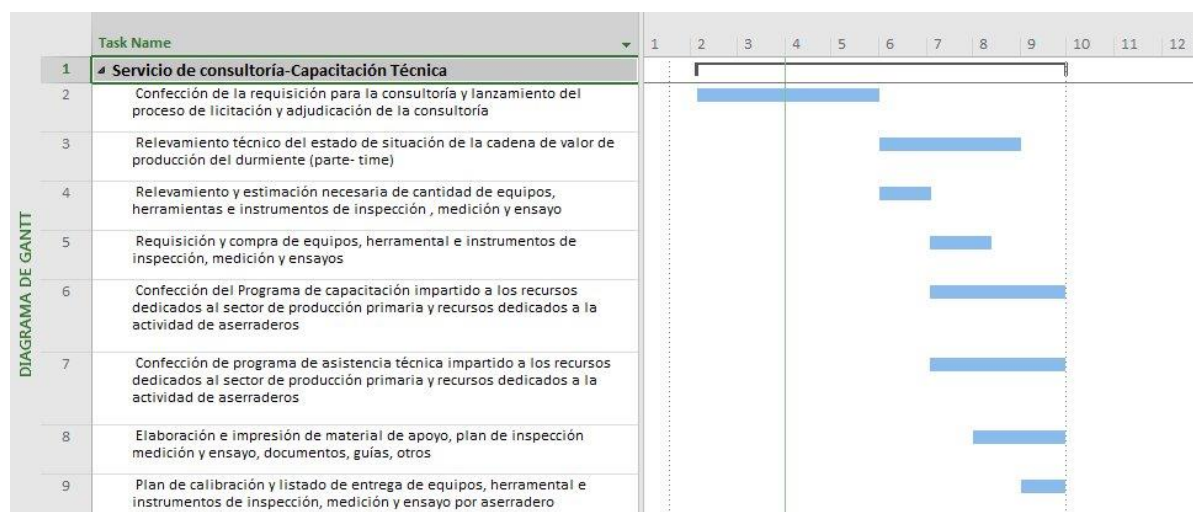 Task Name 1 2 3 4 5 6 7 8 9 10 11 12
1 Servicio de consultoría-Capacitación Técnica
2 Confección de la requisición para la consultoría y lanzamiento del
proceso de licitación y adjudicación de la consultoría
3 Relevamiento técnico del estado de situación de la cadena de valor de
producción del durmiente (parte- time)
4 Relevamiento y estimación necesaria de cantidad de equipos,
herramientas e instrumentos de inspección , medición y ensayo
5 Requisición y compra de equipos, herramental e instrumentos de
inspección, medición y ensayos
6 Confección del Programa de capacitación impartido a los recursos
dedicados al sector de producción primaria y recursos dedicados a la
actividad de aserraderos
7 Confección de programa de asistencia técnica impartido a los recursos
dedicados al sector de producción primaria y recursos dedicados a la
actividad de aserraderos
8 Elaboración e impresión de material de apoyo, plan de inspección
medición y ensayo, documentos, guías, otros
9 Plan de calibración y listado de entrega de equipos, herramental e
instrumentos de inspección, medición y ensayo por aserradero
DIAGRAMA DE GANTT